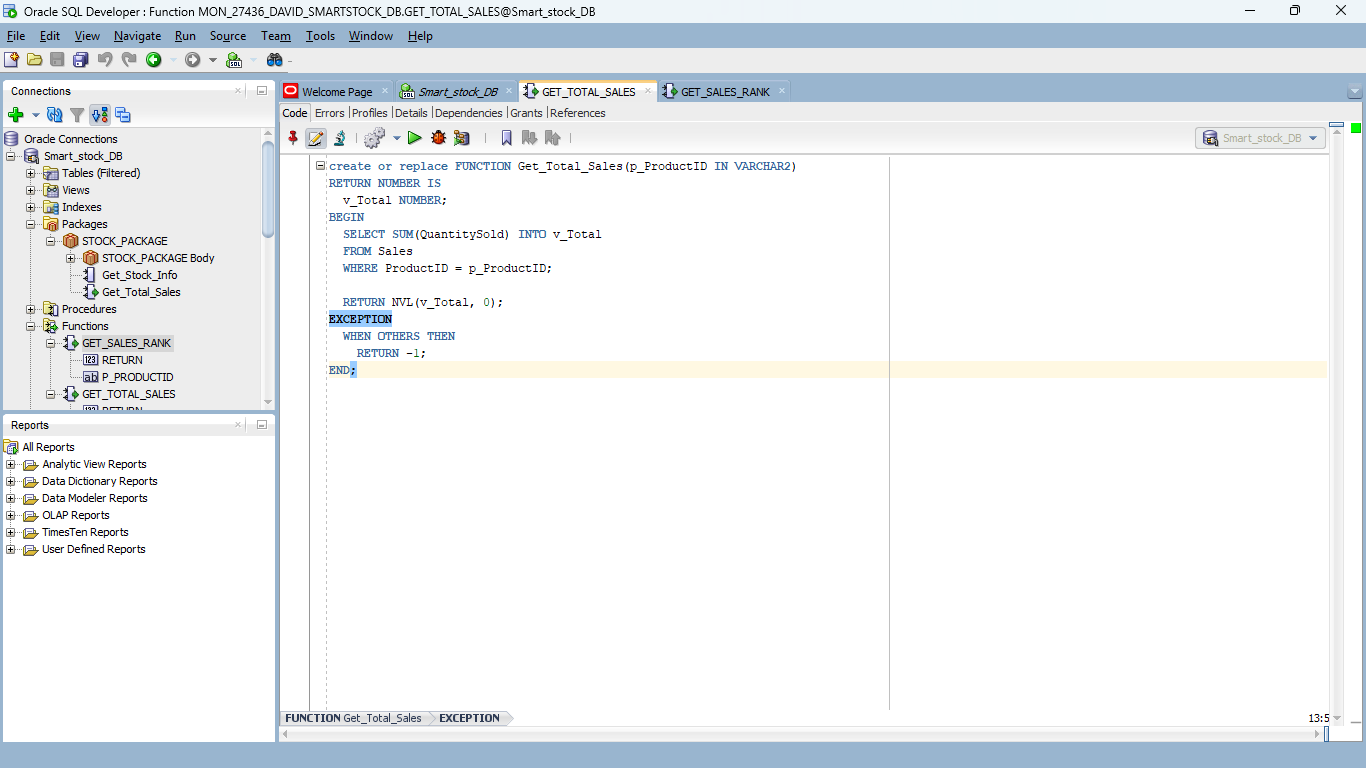 Oracle SQL Developer : Function MON_27436_DAVID_SMARTSTOCK_DB.GET_TOTAL_SALES@Smart_stock_DB
File Edit View Navigate Run Source Team Tools Window Help
Connections
Oracle Connections
Smart_stock_DB
Tables (Filtered)
Views
Indexes
Packages
STOCK_PACKAGE
STOCK_PACKAGE Body
Get_Stock_Info
Get_Total_Sales
Procedures
Functions
GET_SALES_RANK
RETURN
P_PRODUCTID
GET_TOTAL_SALES
RETURN
Reports
All Reports
Analytic View Reports
Data Dictionary Reports
Data Modeler Reports
OLAP Reports
TimesTen Reports
User Defined Reports
Welcome Page Smart_stock_DB GET_TOTAL_SALES GET_SALES_RANK
Code Errors Profiles Details Dependencies Grants References
Smart_stock_DB
create or replace FUNCTION Get_Total_Sales(p_ProductID IN VARCHAR2)
RETURN NUMBER IS
v_Total NUMBER;
BEGIN
SELECT SUM(QuantitySold) INTO v_Total
FROM Sales
WHERE ProductID = p_ProductID;
RETURN NVL(v_Total, 0);
EXCEPTION
WHEN OTHERS THEN
RETURN -1;
END;
FUNCTION Get_Total_Sales EXCEPTION
13:5